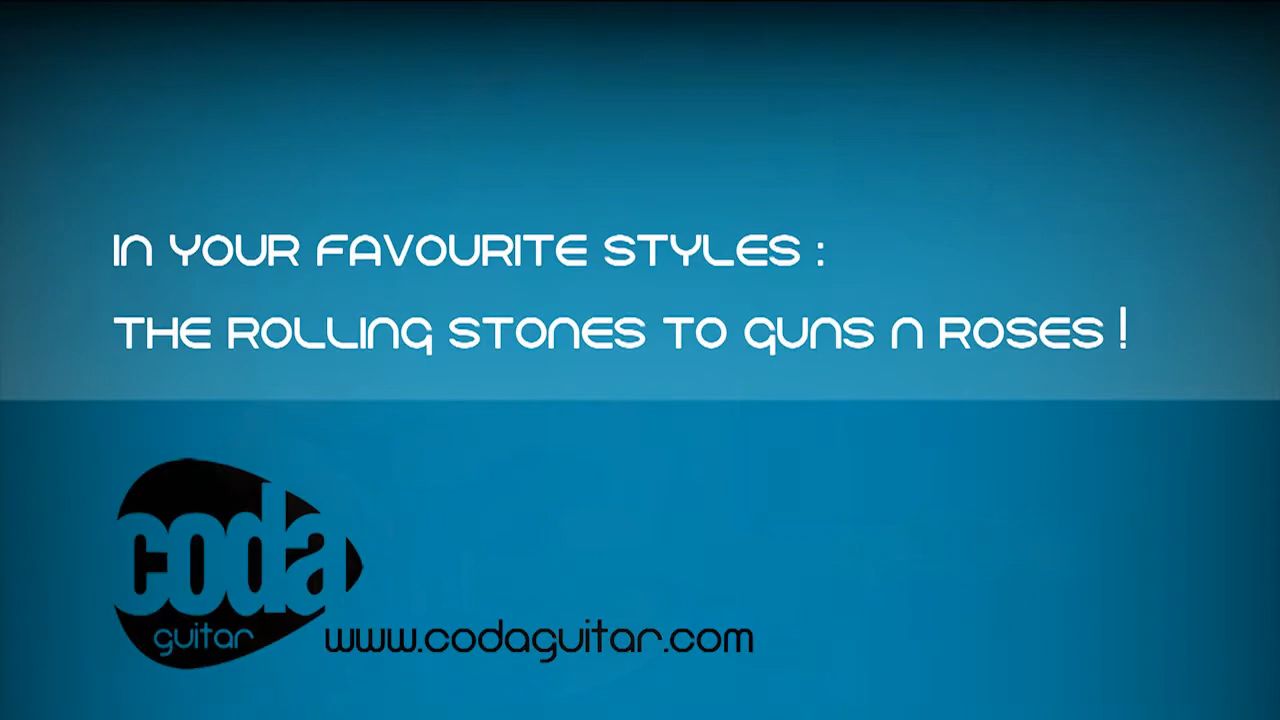 IN YOUR FAVOURITE STYLES :
THE ROLLING STONES TO GUNS N ROSES !
coda
guitar
www.codaguitar.com